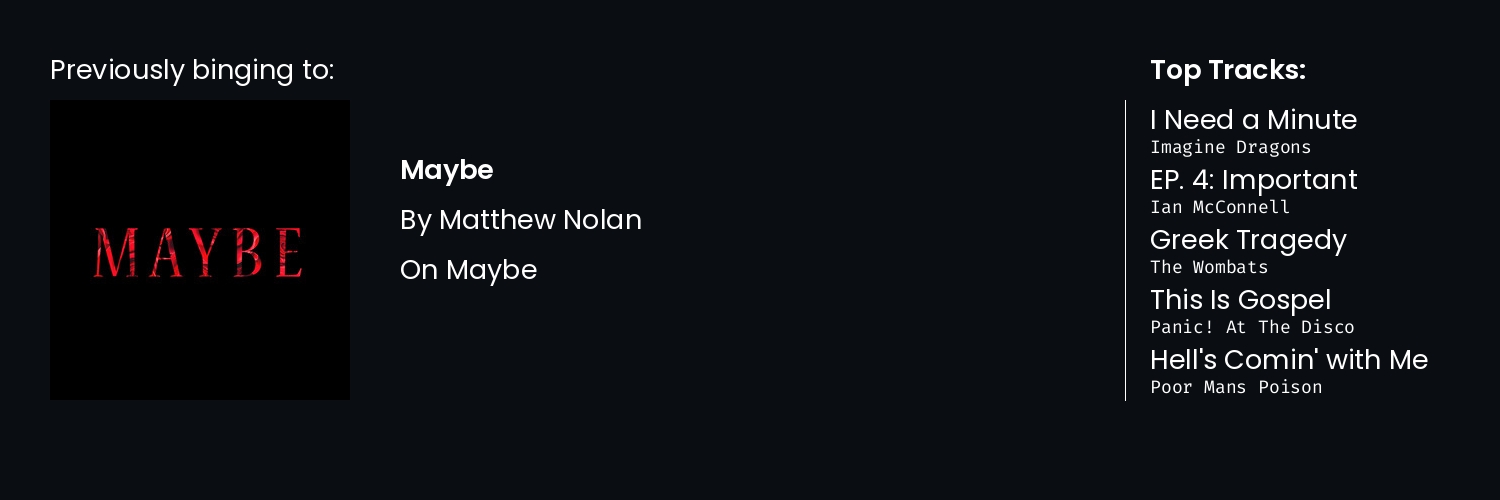 Previously binging to:
MAYBE
Maybe
By Matthew Nolan
On Maybe
Top Tracks:
I Need a Minute
Imagine Dragons
EP. 4: Important
Ian McConnell
Greek Tragedy
The Wombats
This Is Gospel
Panic! At The Disco
Hell's Comin' with Me
Poor Mans Poison